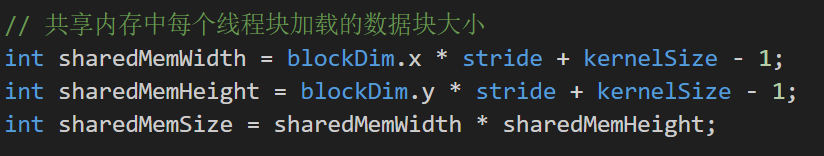 // 共享内存中每个线程块加载的数据块大小
int sharedMemWidth = blockDim.x * stride + kernelSize - 1;
int sharedMemHeight = blockDim.y * stride + kernelSize - 1;
int sharedMemSize = sharedMemWidth * sharedMemHeight;